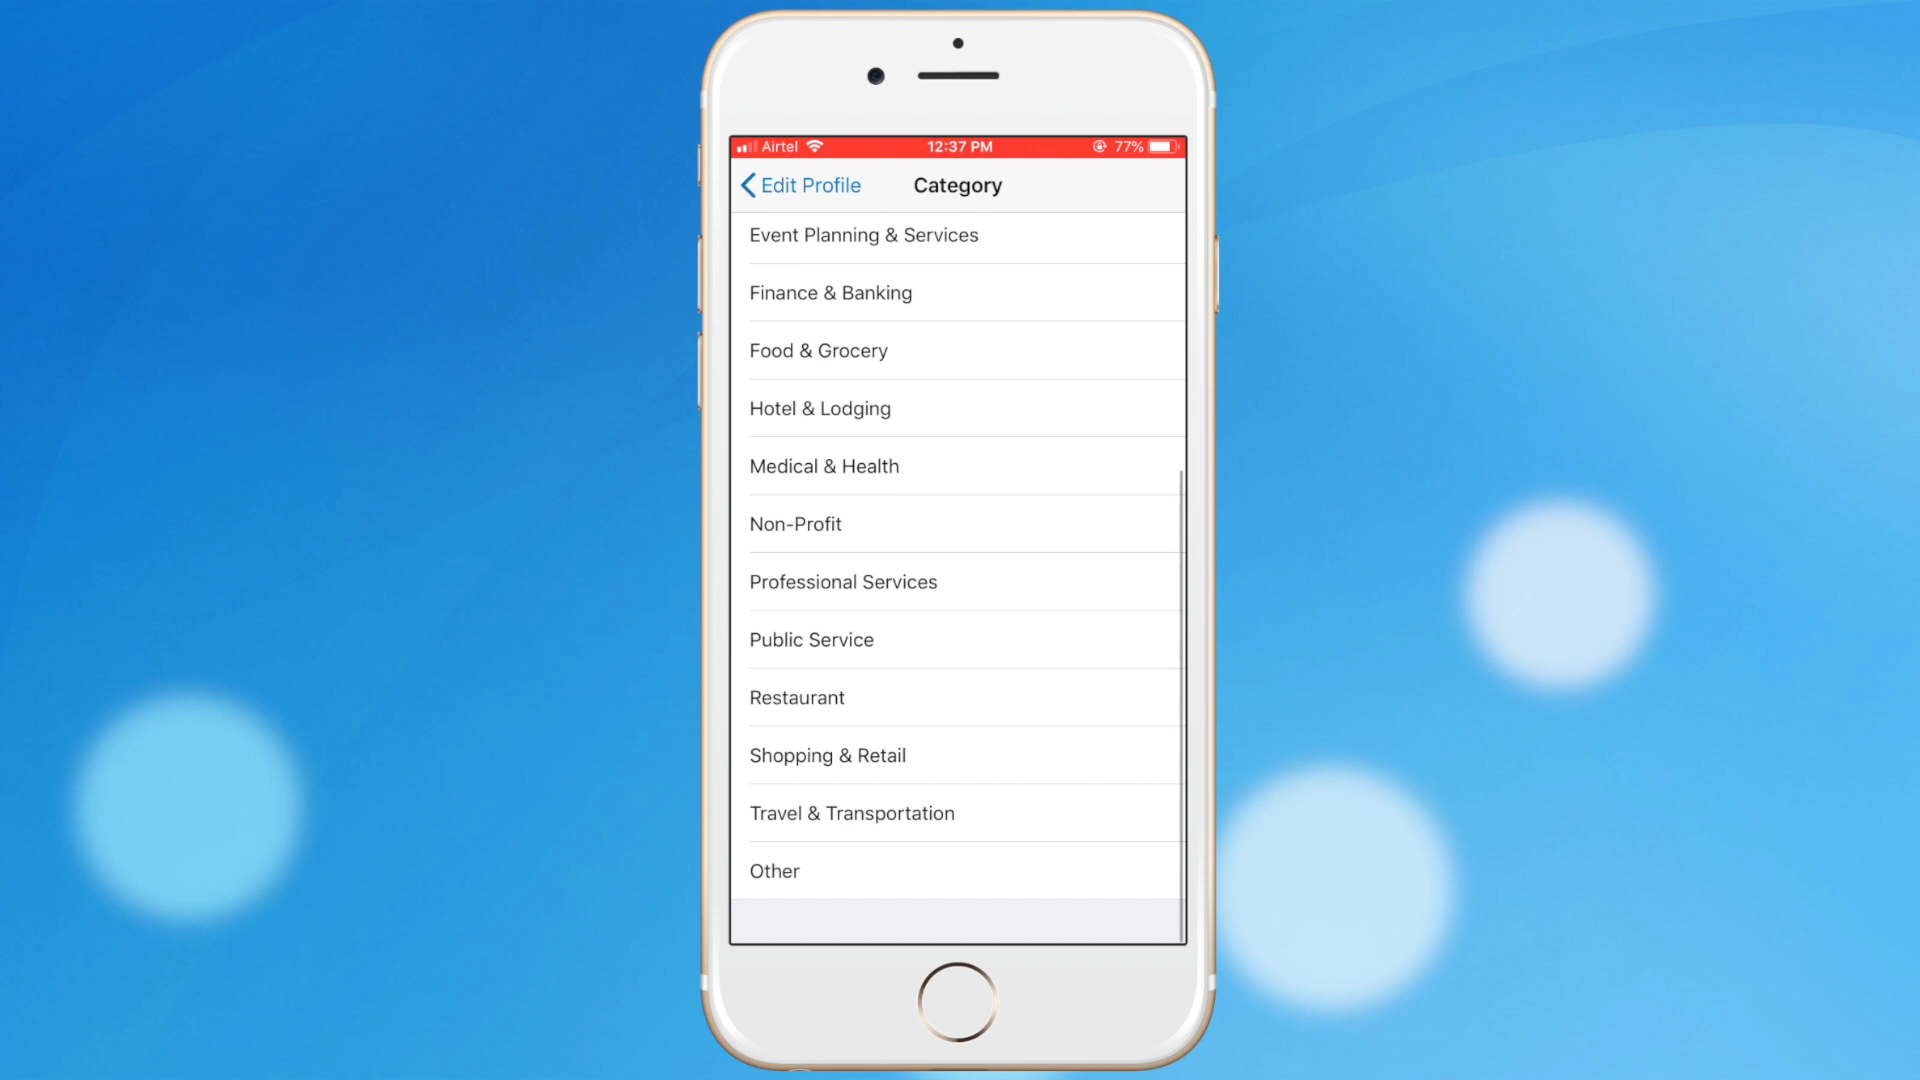 Airtel 12:37 PM 77%
Edit Profile Category
Event Planning & Services
Finance & Banking
Food & Grocery
Hotel & Lodging
Medical & Health
Non-Profit
Professional Services
Public Service
Restaurant
Shopping & Retail
Travel & Transportation
Other